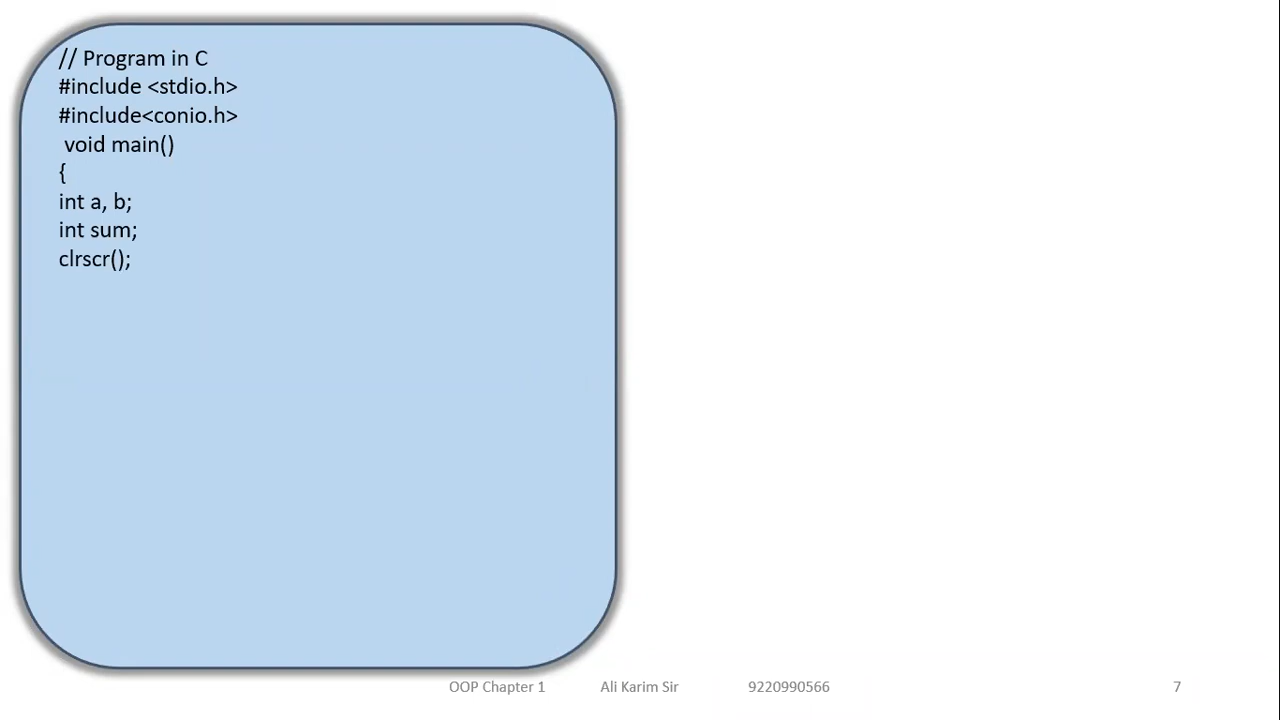 // Program in C
#include <stdio.h>
#include<conio.h>
void main()
{
int a, b;
int sum;
clrscr();
OOP Chapter 1 Ali Karim Sir 9220990566 7